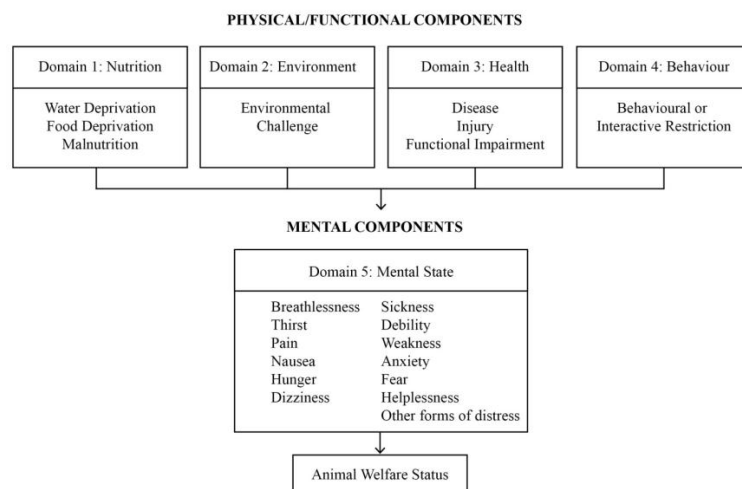 PHYSICAL/FUNCTIONAL COMPONENTS
Domain 1: Nutrition
Water Deprivation
Food Deprivation
Malnutrition
Domain 2: Environment
Environmental
Challenge
Domain 3: Health
Disease
Injury
Functional Impairment
Domain 4: Behaviour
Behavioural or
Interactive Restriction
MENTAL COMPONENTS
Domain 5: Mental State
Breathlessness
Thirst
Pain
Nausea
Hunger
Dizziness
Sickness
Debility
Weakness
Anxiety
Fear
Helplessness
Other forms of distress
Animal Welfare Status